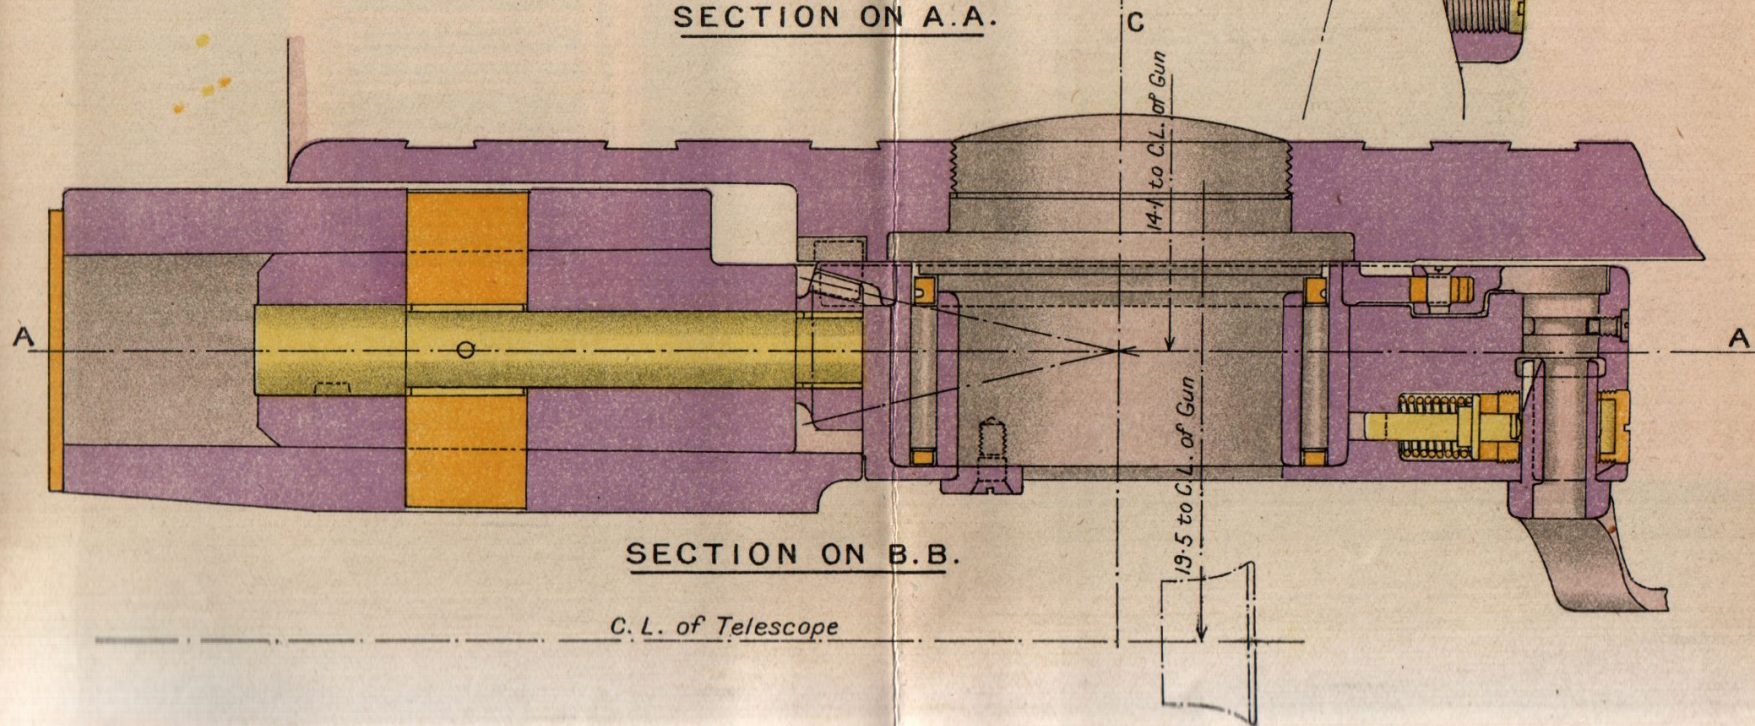 SECTION ON A.A.
C
14·1 to C.L. of Gun
A
A
19·5 to C.L. of Gun
SECTION ON B.B.
C. L. of Telescope